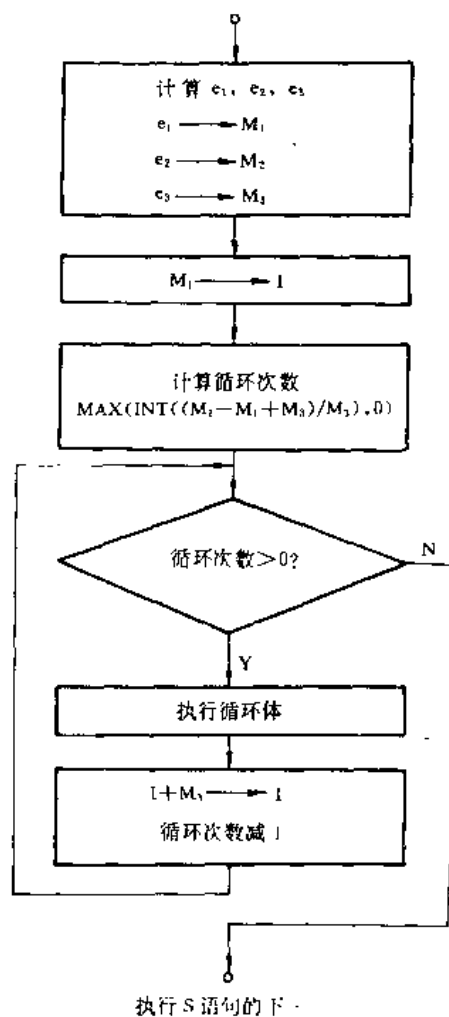 计算 e₁, e₂, e₃
e₁ → M₁
e₂ → M₂
e₃ → M₃
M₁ → I
计算循环次数
MAX(INT((M₂-M₁+M₃)/M₃),0)
循环次数>0?
N
Y
执行循环体
I+M₃ → I
循环次数减1
执行S语句的下